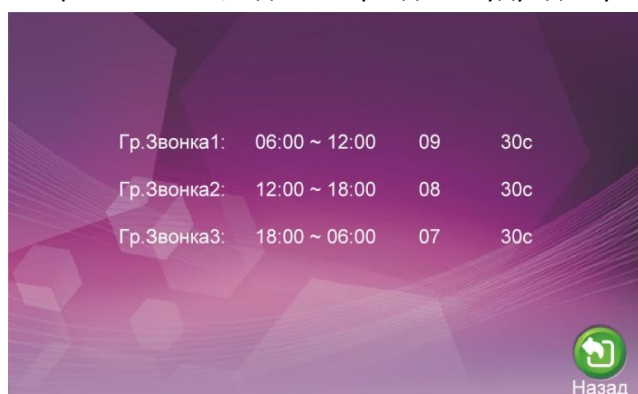 Гр.Звонка1: 06:00 ~ 12:00 09 30с
Гр.Звонка2: 12:00 ~ 18:00 08 30с
Гр.Звонка3: 18:00 ~ 06:00 07 30с
Назад